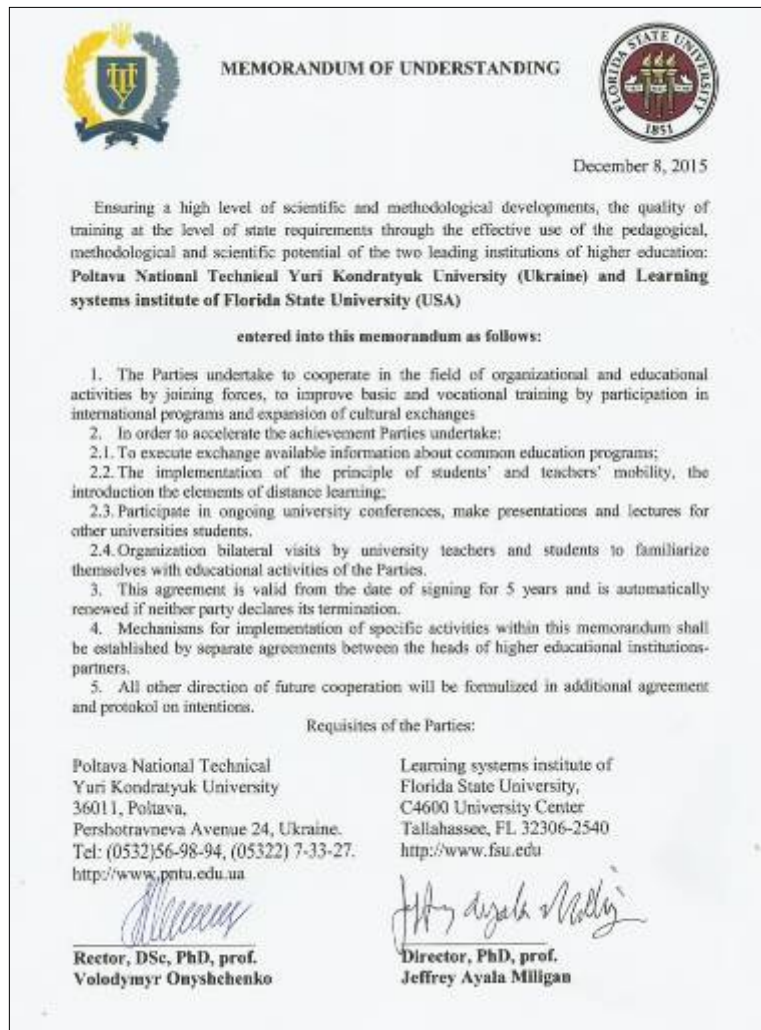 MEMORANDUM OF UNDERSTANDING
FLORIDA STATE UNIVERSITY
1851
December 8, 2015
Ensuring a high level of scientific and methodological developments, the quality of
training at the level of state requirements through the effective use of the pedagogical,
methodological and scientific potential of the two leading institutions of higher education:
Poltava National Technical Yuri Kondratyuk University (Ukraine) and Learning
systems institute of Florida State University (USA)
entered into this memorandum as follows:
1. The Parties undertake to cooperate in the field of organizational and educational
activities by joining forces, to improve basic and vocational training by participation in
international programs and expansion of cultural exchanges
2. In order to accelerate the achievement Parties undertake:
2.1. To execute exchange available information about common education programs;
2.2. The implementation of the principle of students' and teachers' mobility, the
introduction the elements of distance learning;
2.3. Participate in ongoing university conferences, make presentations and lectures for
other universities students.
2.4. Organization bilateral visits by university teachers and students to familiarize
themselves with educational activities of the Parties.
3. This agreement is valid from the date of signing for 5 years and is automatically
renewed if neither party declares its termination.
4. Mechanisms for implementation of specific activities within this memorandum shall
be established by separate agreements between the heads of higher educational institutions-
partners.
5. All other direction of future cooperation will be formulized in additional agreement
and protokol on intentions.
Requisites of the Parties:
Poltava National Technical
Yuri Kondratyuk University
36011, Poltava,
Pershotravneva Avenue 24, Ukraine.
Tel: (0532)56-98-94, (05322) 7-33-27.
http://www.pntu.edu.ua
Rector, DSc, PhD, prof.
Volodymyr Onyshchenko
Learning systems institute of
Florida State University,
C4600 University Center
Tallahassee, FL 32306-2540
http://www.fsu.edu
Director, PhD, prof.
Jeffrey Ayala Miligan